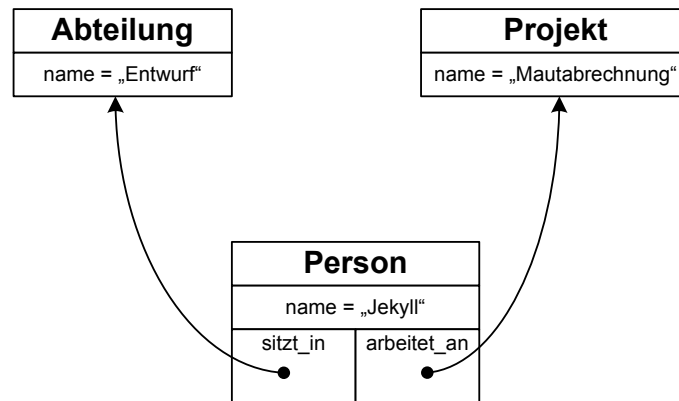 Abteilung
name = „Entwurf“
Projekt
name = „Mautabrechnung“
Person
name = „Jekyll“
sitzt_in
arbeitet_an